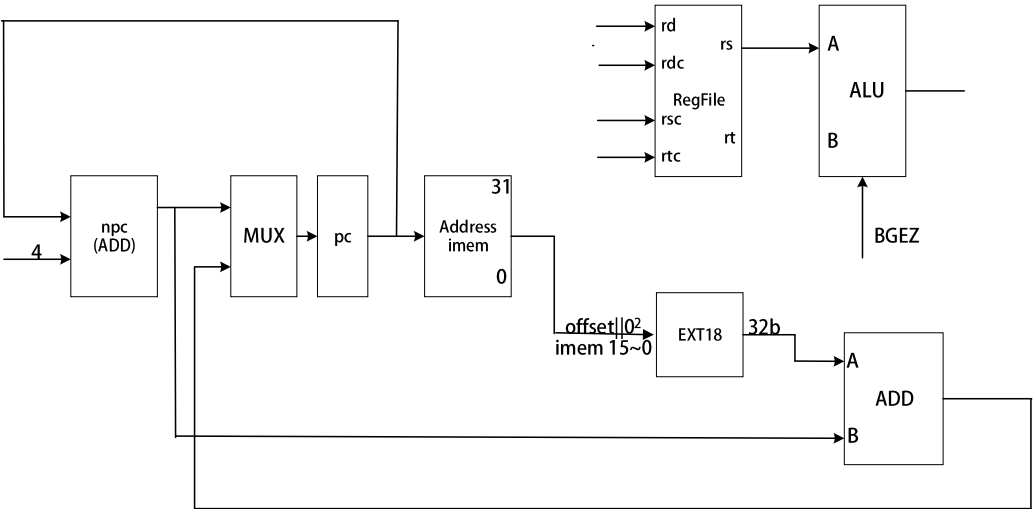 rd
rs
rdc
RegFile
rsc
rt
rtc
A
ALU
B
BGEZ
npc
(ADD)
4
MUX
pc
31
Address
imem
0
offset||0²
imem 15~0
EXT18
32b
A
ADD
B